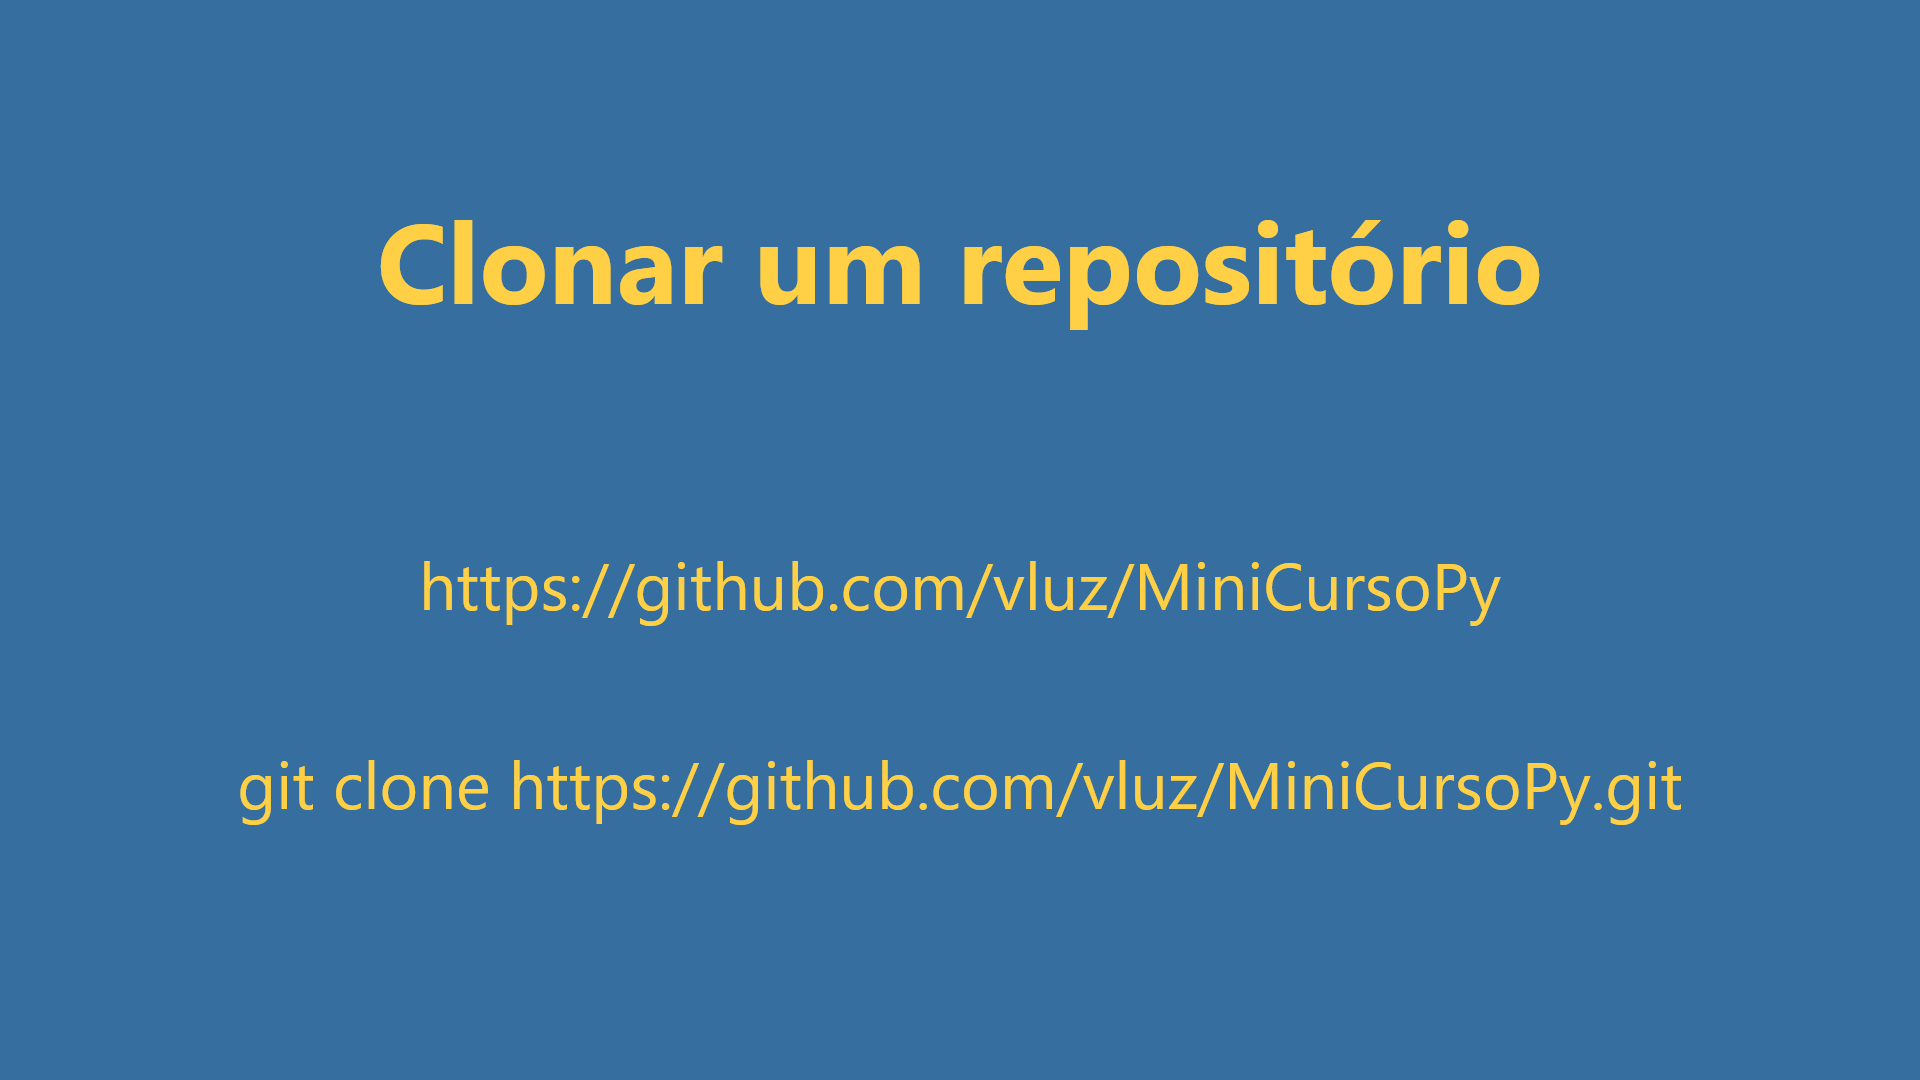 Clonar um repositório
https://github.com/vluz/MiniCursoPy
git clone https://github.com/vluz/MiniCursoPy.git